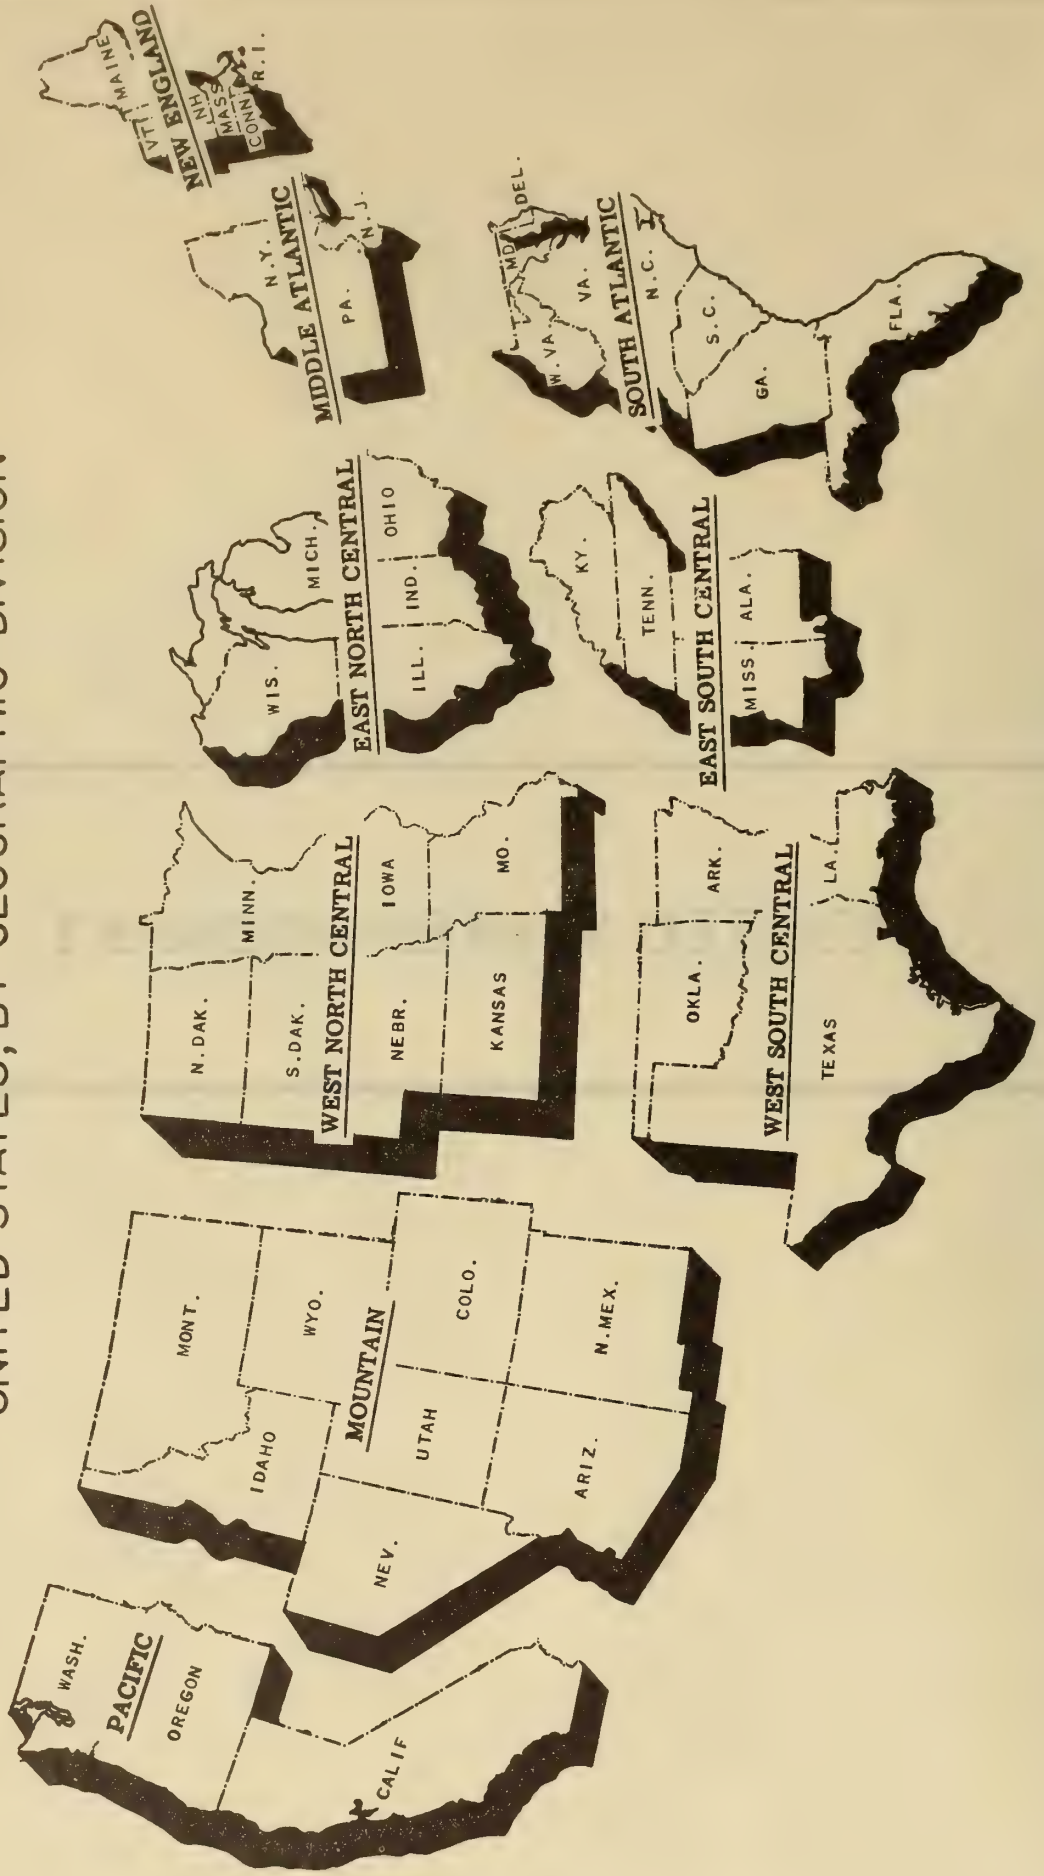 UNITED STATES, BY GEOGRAPHIC DIVISION
PACIFIC
WASH.
OREGON
CALIF
MOUNTAIN
MONT.
IDAHO
WYO.
NEV.
UTAH
COLO.
ARIZ.
N.MEX.
WEST NORTH CENTRAL
N.DAK.
MINN.
S.DAK.
NEBR.
IOWA
KANSAS
MO.
WEST SOUTH CENTRAL
OKLA.
ARK.
TEXAS
LA.
EAST NORTH CENTRAL
WIS.
MICH.
ILL.
IND.
OHIO
EAST SOUTH CENTRAL
KY.
TENN.
MISS.
ALA.
MIDDLE ATLANTIC
N.Y.
PA.
N.J.
SOUTH ATLANTIC
W.VA.
MD.
DEL.
VA.
N.C.
S.C.
GA.
FLA.
NEW ENGLAND
MAINE
VT
NH
MASS
CONN
R.I.